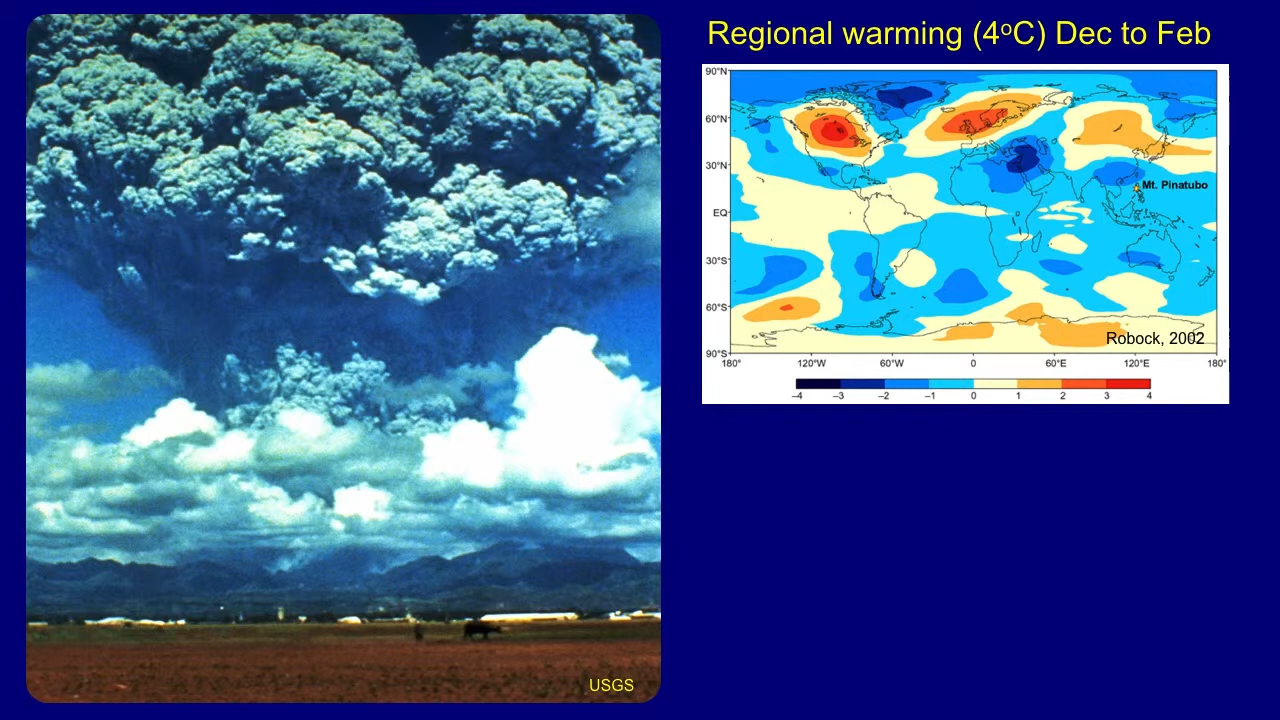 Regional warming (4ºC) Dec to Feb
90°N
60°N
30°N
EQ
30°S
60°S
90°S
Mt. Pinatubo
Robock, 2002
180° 120°W 60°W 0 60°E 120°E 180°
–4 –3 –2 –1 0 1 2 3 4
USGS